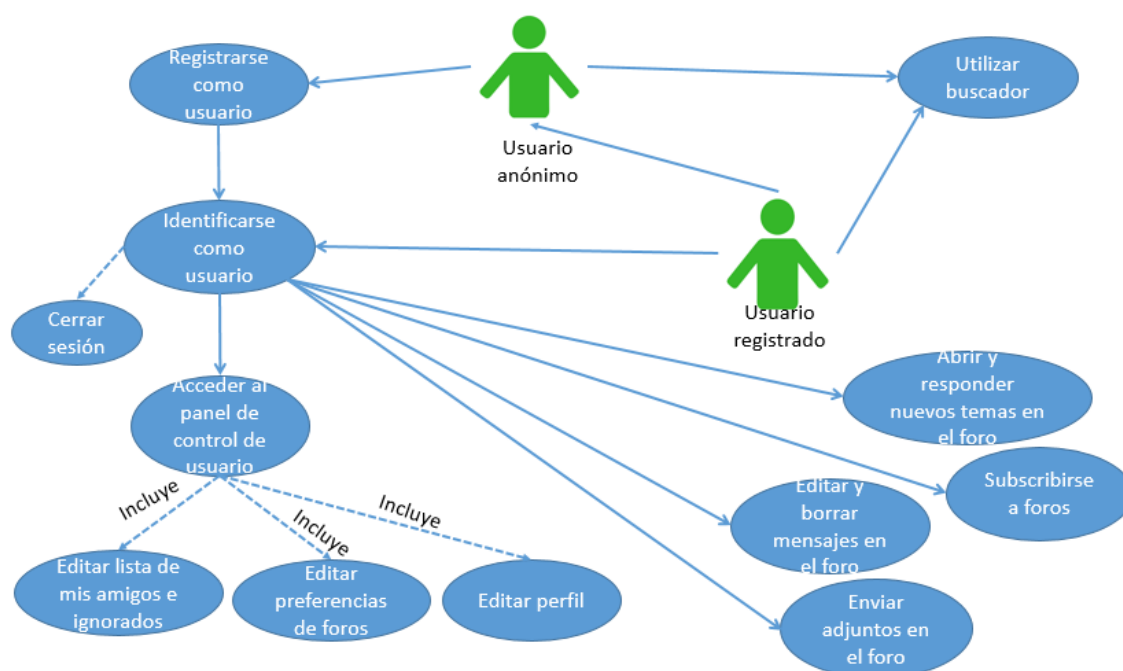 Registrarse
como
usuario
Utilizar
buscador
Usuario
anónimo
Identificarse
como
usuario
Usuario
registrado
Cerrar
sesión
Abrir y
responder
nuevos temas en
el foro
Acceder al
panel de
control de
usuario
Subscribirse
a foros
Incluye
Incluye
Incluye
Editar y
borrar
mensajes en
el foro
Editar lista de
mis amigos e
ignorados
Editar
preferencias
de foros
Editar perfil
Enviar
adjuntos en
el foro